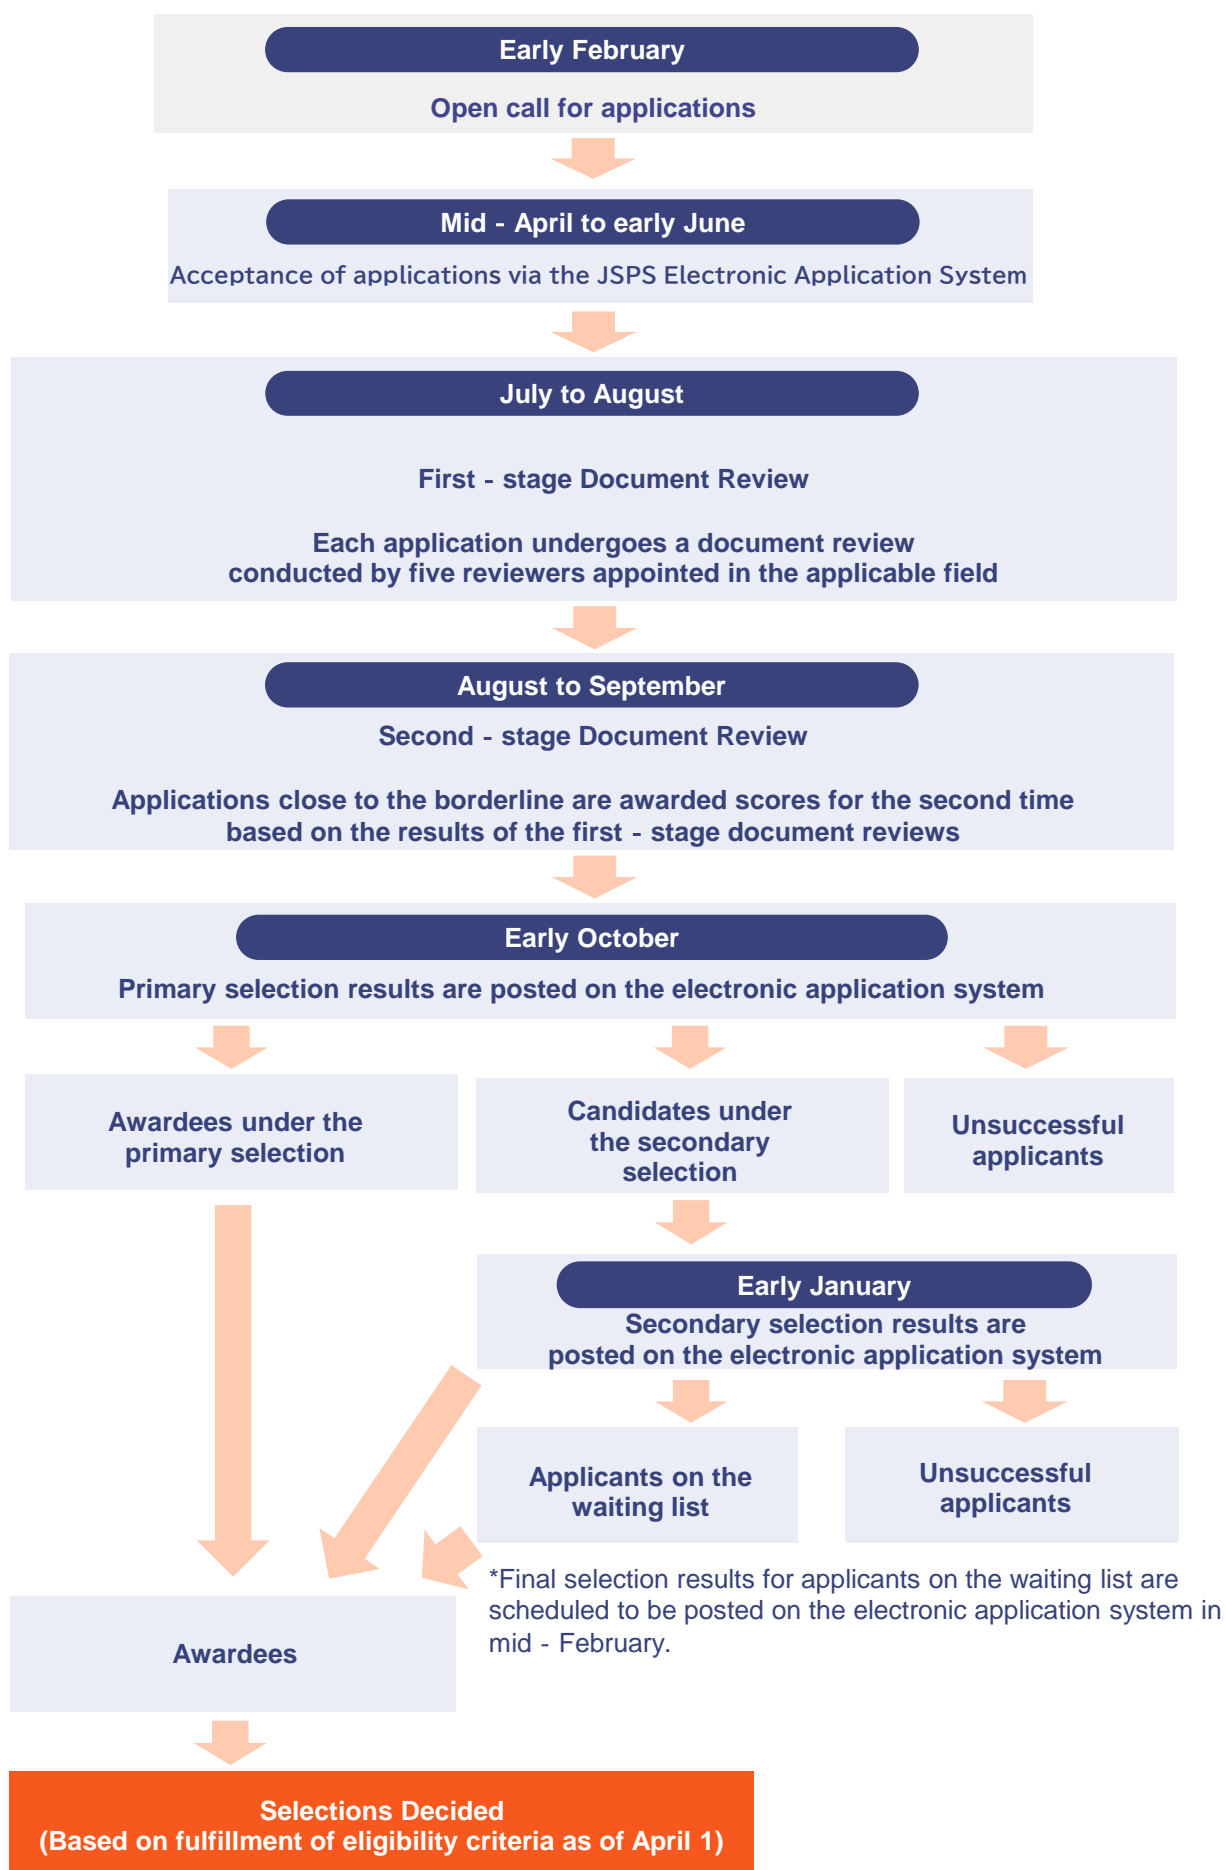 Early February
Open call for applications
Mid - April to early June
Acceptance of applications via the JSPS Electronic Application System
July to August
First - stage Document Review
Each application undergoes a document review
conducted by five reviewers appointed in the applicable field
August to September
Second - stage Document Review
Applications close to the borderline are awarded scores for the second time
based on the results of the first - stage document reviews
Early October
Primary selection results are posted on the electronic application system
Awardees under the
primary selection
Candidates under
the secondary
selection
Unsuccessful
applicants
Early January
Secondary selection results are
posted on the electronic application system
Applicants on the
waiting list
Unsuccessful
applicants
*Final selection results for applicants on the waiting list are
scheduled to be posted on the electronic application system in
mid - February.
Awardees
Selections Decided
(Based on fulfillment of eligibility criteria as of April 1)